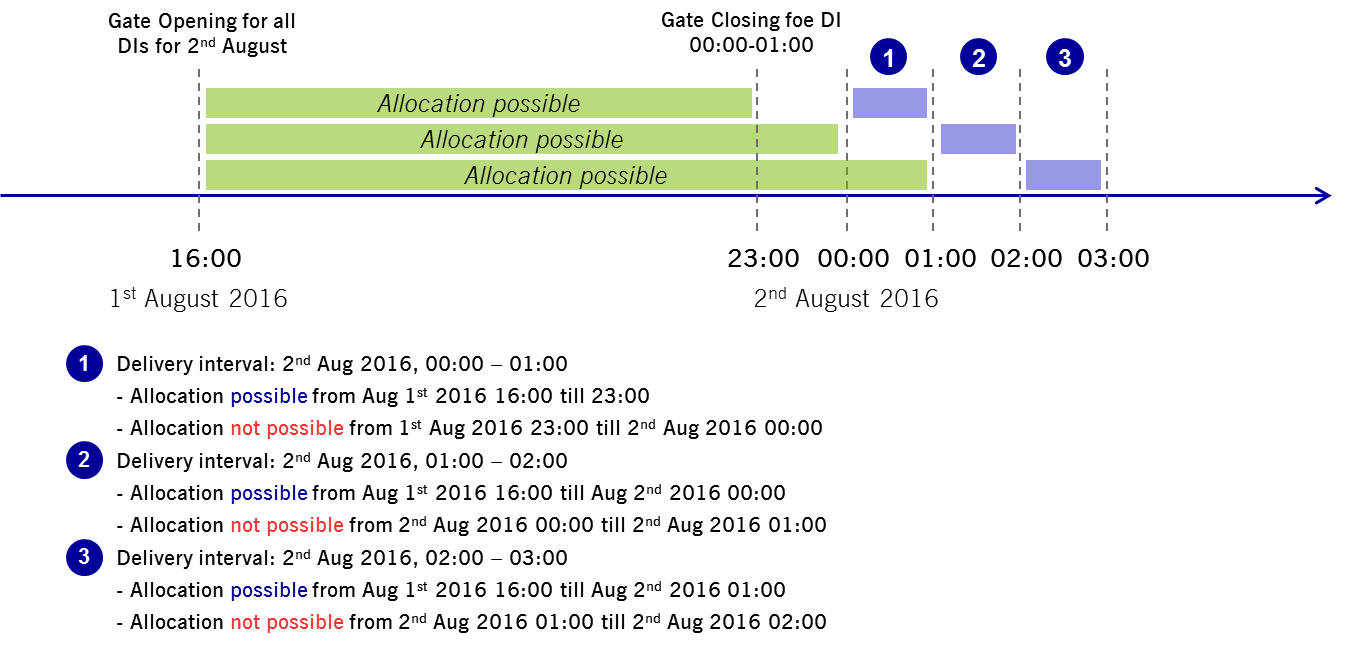 Gate Opening for all
DIs for 2nd August
Gate Closing foe DI
00:00-01:00
1
2
3
Allocation possible
Allocation possible
Allocation possible
16:00
23:00 00:00 01:00 02:00 03:00
1st August 2016
2nd August 2016
1 Delivery interval: 2nd Aug 2016, 00:00 – 01:00
- Allocation possible from Aug 1st 2016 16:00 till 23:00
- Allocation not possible from 1st Aug 2016 23:00 till 2nd Aug 2016 00:00
2 Delivery interval: 2nd Aug 2016, 01:00 – 02:00
- Allocation possible from Aug 1st 2016 16:00 till Aug 2nd 2016 00:00
- Allocation not possible from 2nd Aug 2016 00:00 till 2nd Aug 2016 01:00
3 Delivery interval: 2nd Aug 2016, 02:00 – 03:00
- Allocation possible from Aug 1st 2016 16:00 till Aug 2nd 2016 01:00
- Allocation not possible from 2nd Aug 2016 01:00 till 2nd Aug 2016 02:00